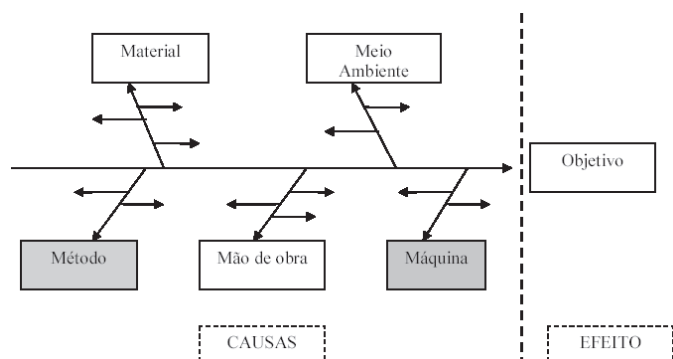 Material
Meio
Ambiente
Objetivo
Método
Mão de obra
Máquina
CAUSAS
EFEITO